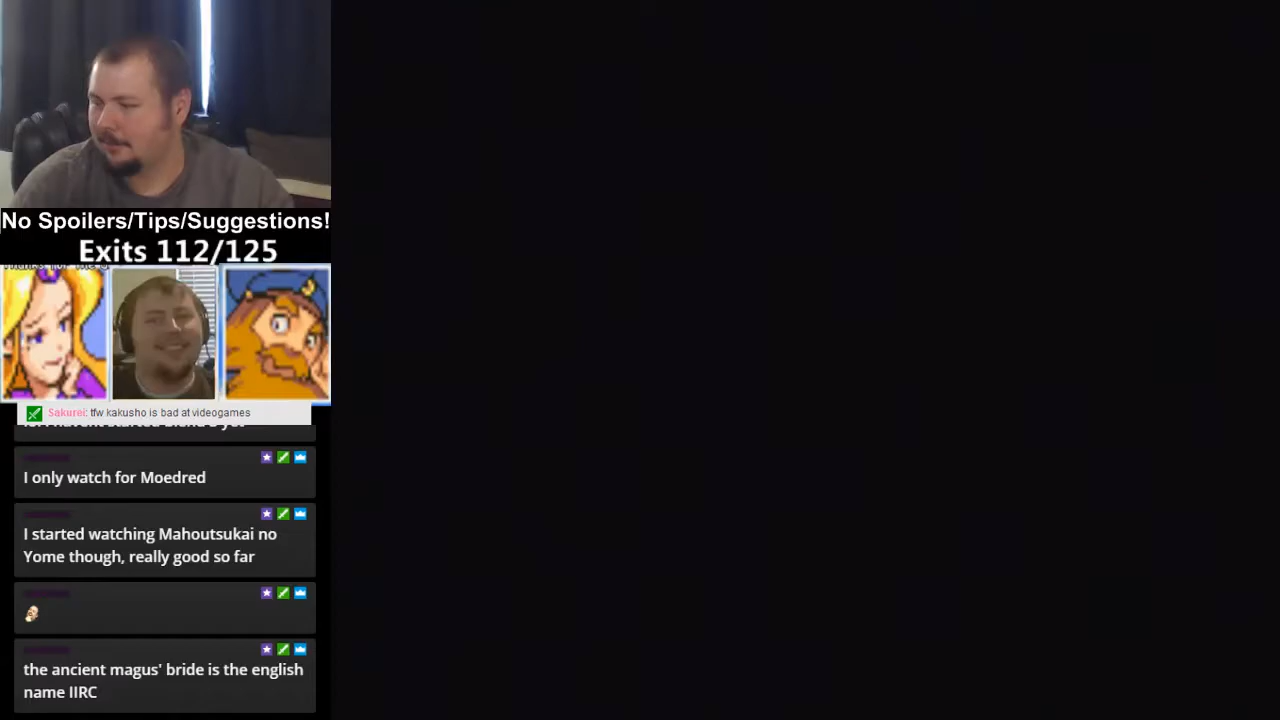 No Spoilers/Tips/Suggestions!
Exits 112/125
Sakurei: tfw kakusho is bad at videogames
I only watch for Moedred
I started watching Mahoutsukai no
Yome though, really good so far
the ancient magus' bride is the english
name IIRC